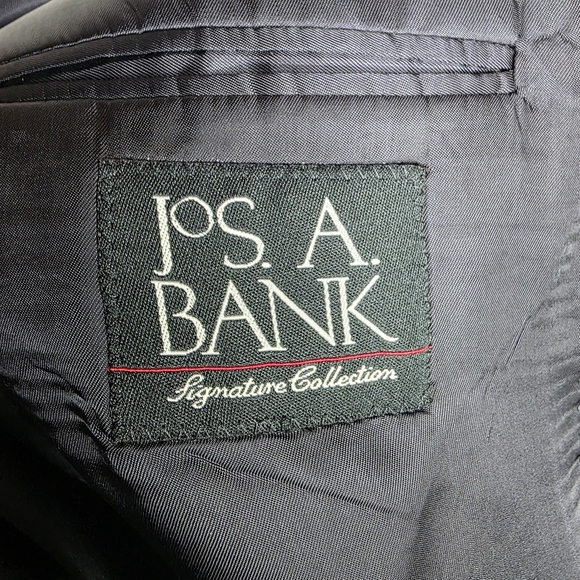 JOS. A.
BANK
Signature Collection